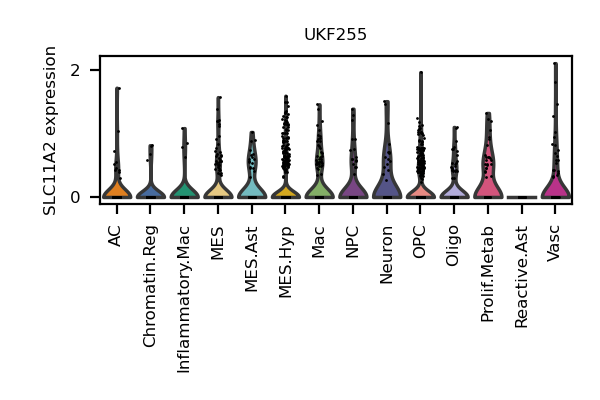 UKF255
SLC11A2 expression
2
0
AC
Chromatin.Reg
Inflammatory.Mac
MES
MES.Ast
MES.Hyp
Mac
NPC
Neuron
OPC
Oligo
Prolif.Metab
Reactive.Ast
Vasc